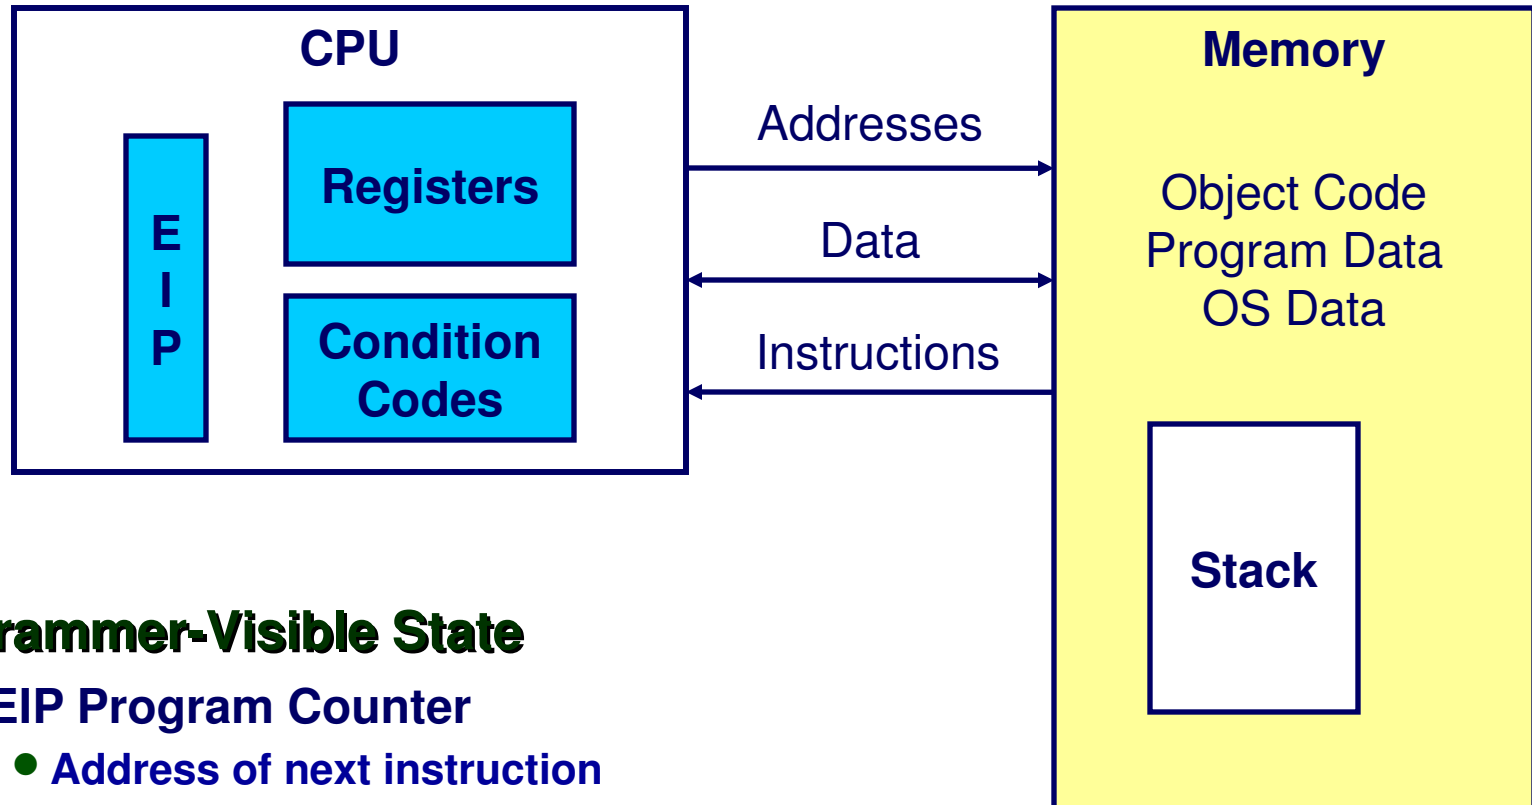 CPU
E
I
P
Registers
Condition
Codes
Addresses
Data
Instructions
Memory
Object Code
Program Data
OS Data
Stack
rammer-Visible State
EIP Program Counter
• Address of next instruction